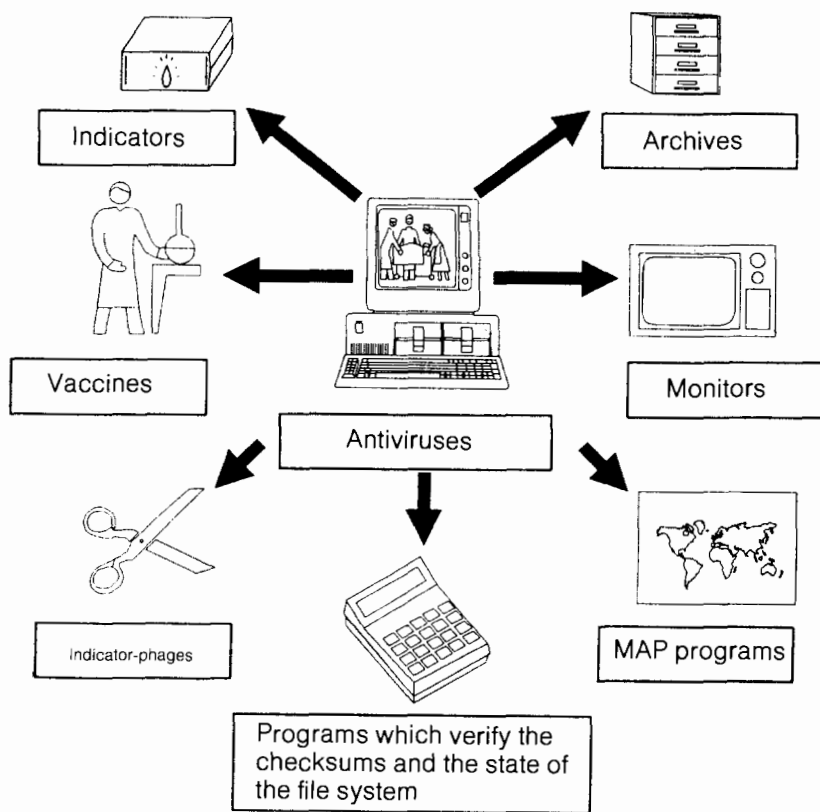 Indicators
Archives
Vaccines
Monitors
Antiviruses
Indicator-phages
MAP programs
Programs which verify the
checksums and the state of
the file system